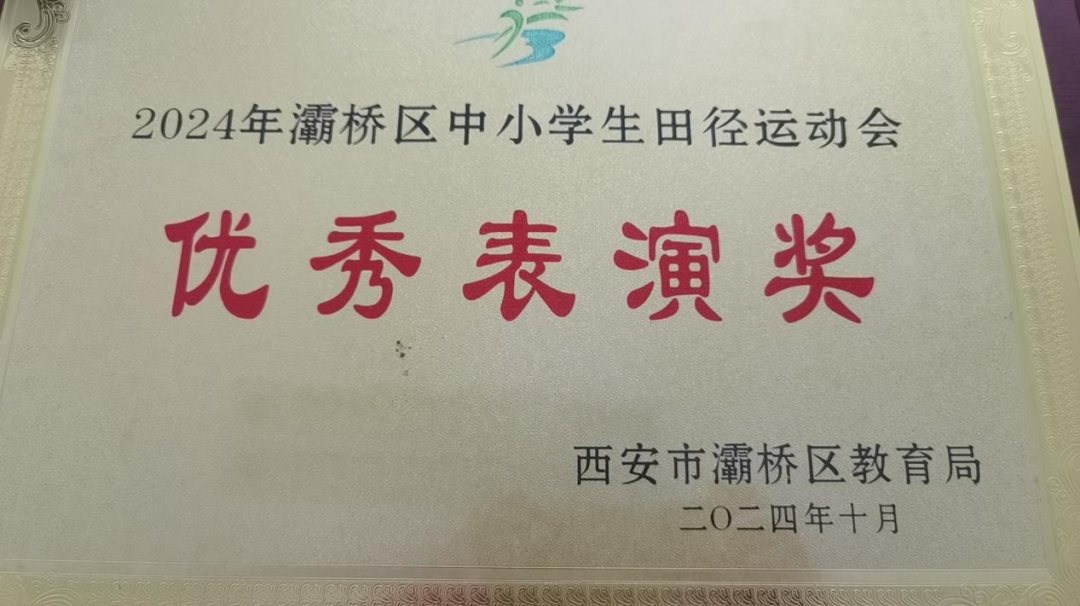 2024年灞桥区中小学生田径运动会
优秀表演奖
西安市灞桥区教育局
二〇二四年十月